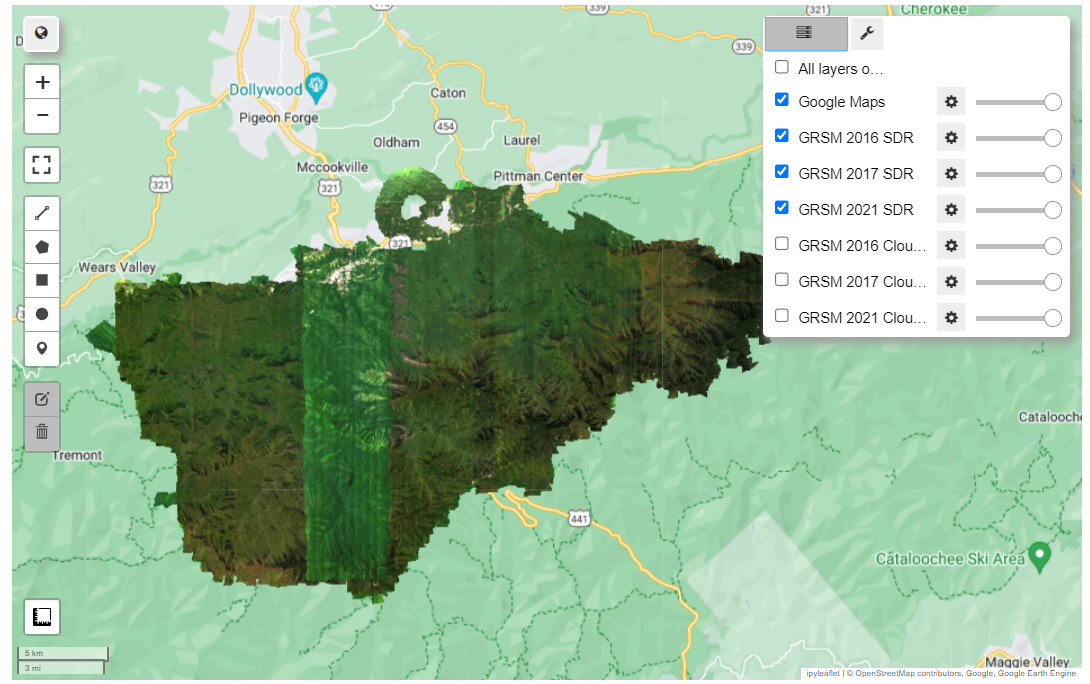 339
321
Cherokee
All layers o...
Google Maps
GRSM 2016 SDR
GRSM 2017 SDR
GRSM 2021 SDR
GRSM 2016 Clou...
GRSM 2017 Clou...
GRSM 2021 Clou...
+
−
339
Dollywood
Caton
Pigeon Forge
454
Oldham
Laurel
Mccookville
Pittman Center
321
321
321
Wears Valley
Catalooche
Tremont
441
Cataloochee Ski Area
5 km
3 mi
Maggie Valley
ipyleaflet | © OpenStreetMap contributors, Google, Google Earth Engine